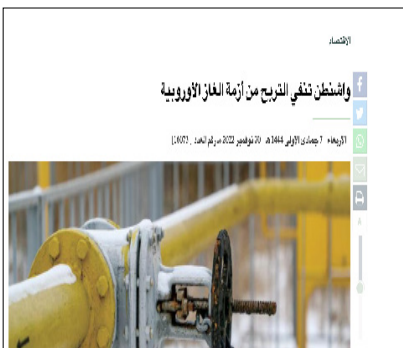 الاقتصاد
واشنطن تنفي التربح من أزمة الغاز الأوروبية
الأربعاء - 7 جمادى الأولى 1444 هـ - 30 نوفمبر 2022 مـ رقم العدد [16073]
A